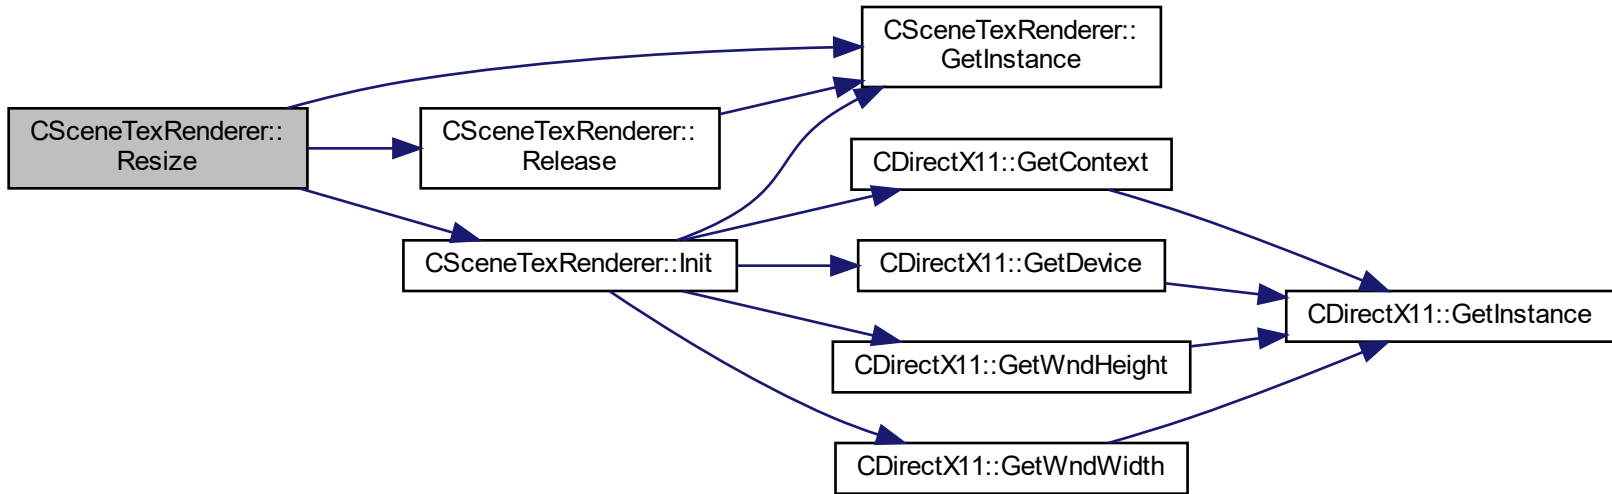 CSceneTexRenderer::
Resize
CSceneTexRenderer::
Release
CSceneTexRenderer::Init
CSceneTexRenderer::
GetInstance
CDirectX11::GetContext
CDirectX11::GetDevice
CDirectX11::GetWndHeight
CDirectX11::GetWndWidth
CDirectX11::GetInstance